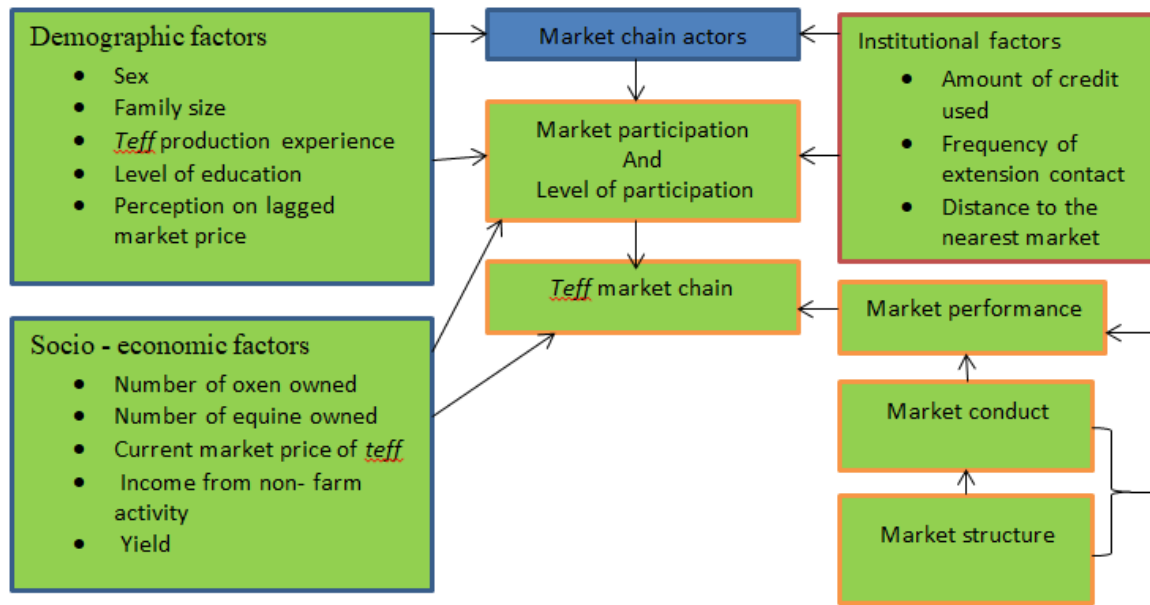 Demographic factors
• Sex
• Family size
• Teff production experience
• Level of education
• Perception on lagged
market price
Market chain actors
Market participation
And
Level of participation
Teff market chain
Institutional factors
• Amount of credit
used
• Frequency of
extension contact
• Distance to the
nearest market
Socio - economic factors
• Number of oxen owned
• Number of equine owned
• Current market price of teff
• Income from non- farm
activity
• Yield
Market performance
Market conduct
Market structure